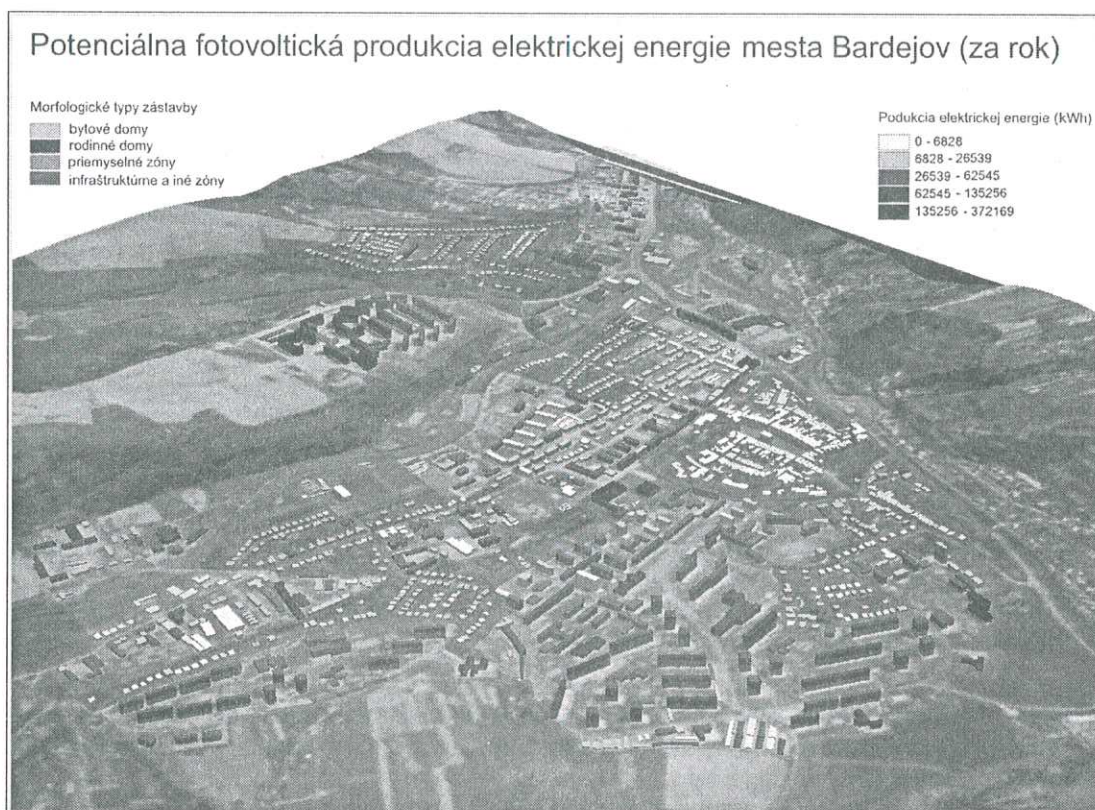 Potenciálna fotovoltická produkcia elektrickej energie mesta Bardejov (za rok)
Morfologické typy zástavby
bytové domy
rodinné domy
priemyselné zóny
infraštruktúrne a iné zóny
Podukcia elektrickej energie (kWh)
0 - 6828
6828 - 26539
26539 - 62545
62545 - 135256
135256 - 372169